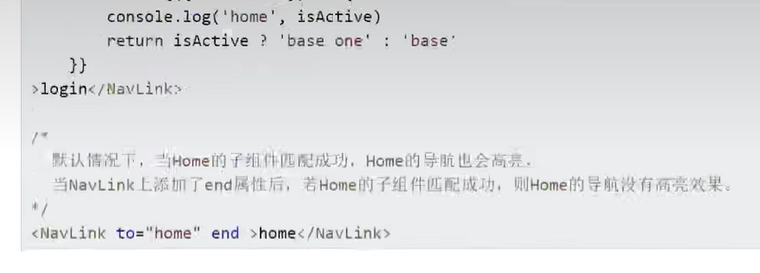 console.log('home', isActive)
return isActive ? 'base one' : 'base'
}}
>login</NavLink>
/*
默认情况下，当Home的子组件匹配成功，Home的导航也会高亮，
当NavLink上添加了end属性后，若Home的子组件匹配成功，则Home的导航没有高亮效果。
*/
<NavLink to="home" end >home</NavLink>